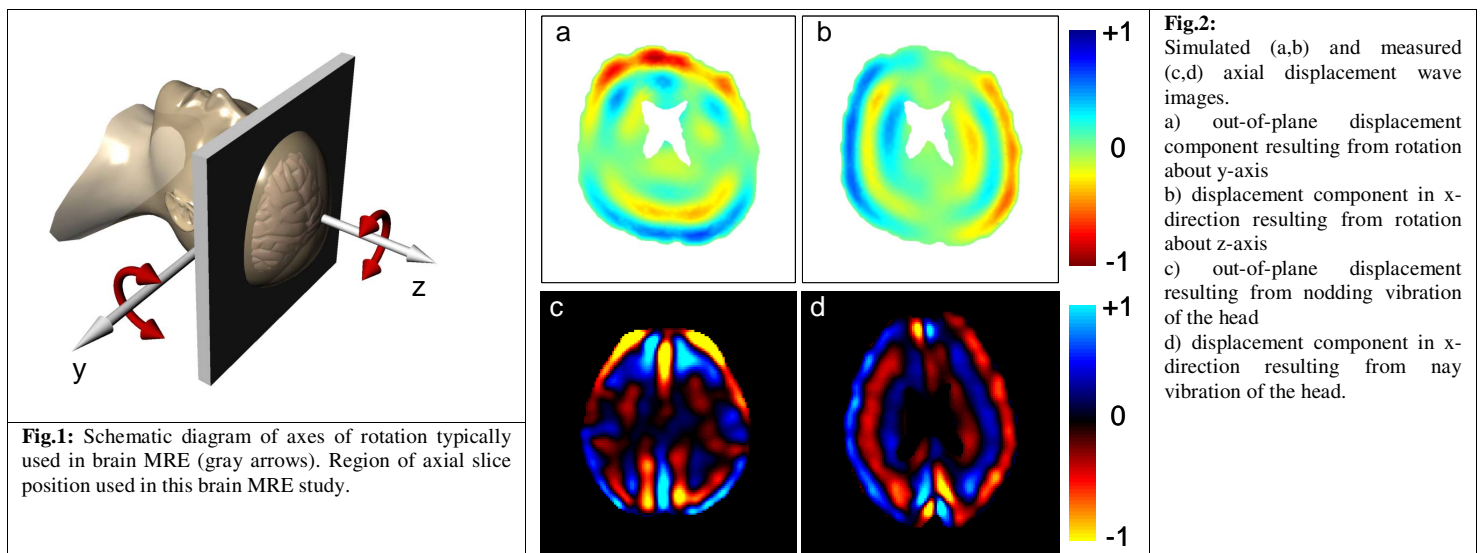 y
z
Fig.1: Schematic diagram of axes of rotation typically
used in brain MRE (gray arrows). Region of axial slice
position used in this brain MRE study.
a
b
+1
0
-1
c
d
+1
0
-1
Fig.2:
Simulated (a,b) and measured
(c,d) axial displacement wave
images.
a) out-of-plane displacement
component resulting from rotation
about y-axis
b) displacement component in x-
direction resulting from rotation
about z-axis
c) out-of-plane displacement
resulting from nodding vibration
of the head
d) displacement component in x-
direction resulting from nay
vibration of the head.